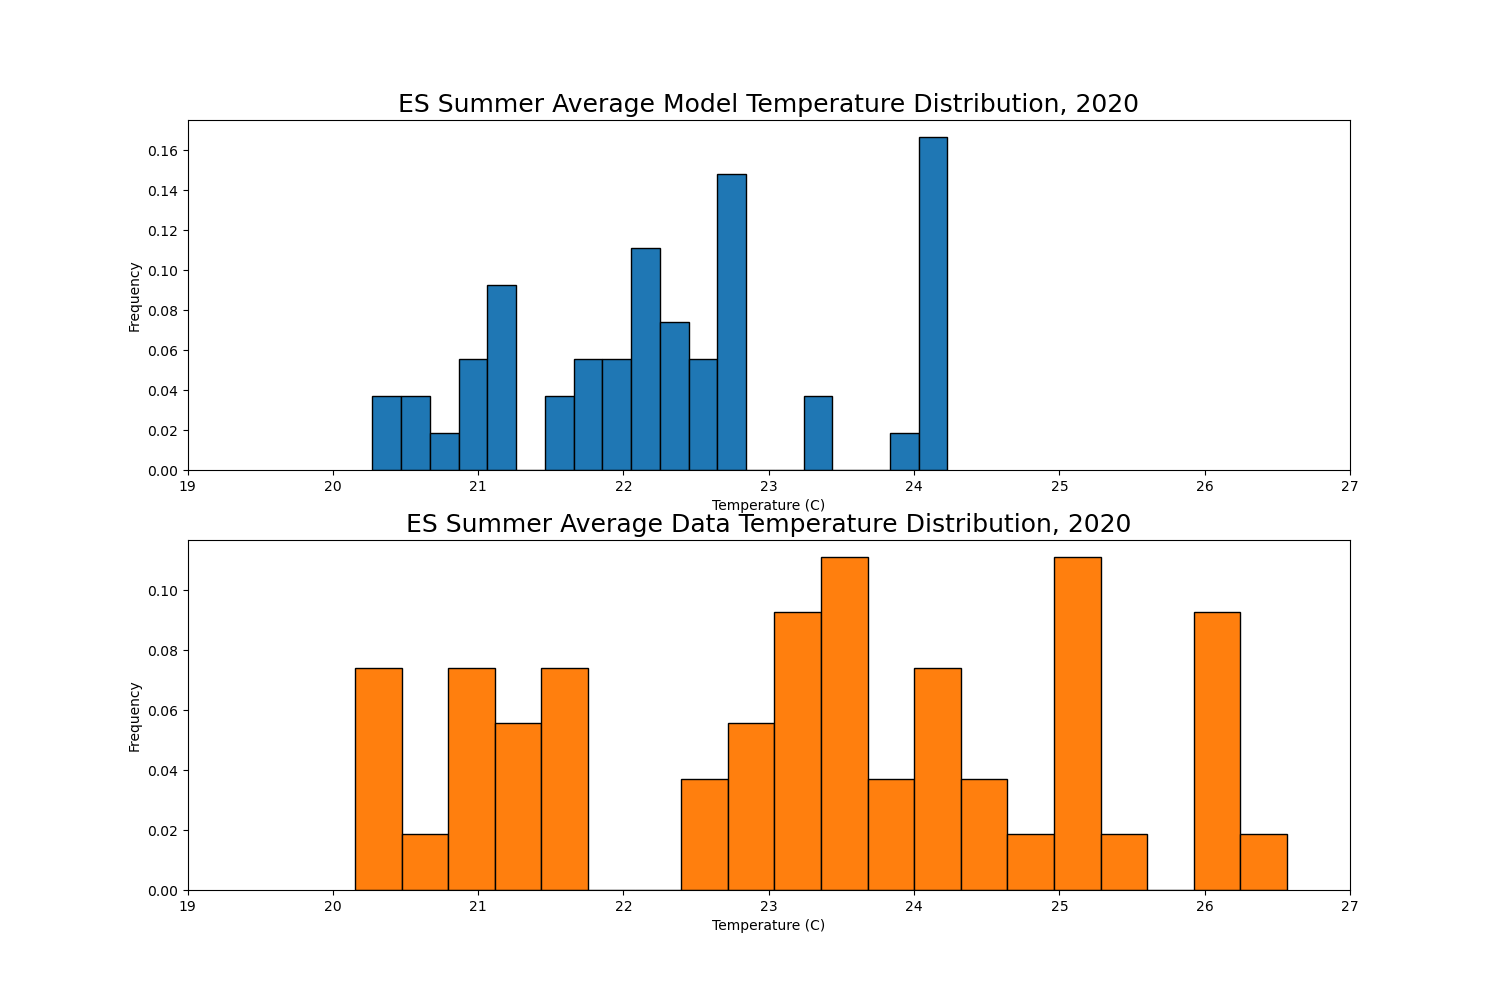 ES Summer Average Model Temperature Distribution, 2020
0.16
0.14
0.12
0.10
0.08
0.06
0.04
0.02
0.00
Frequency
19 20 21 22 23 24 25 26 27
Temperature (C)
ES Summer Average Data Temperature Distribution, 2020
0.10
0.08
0.06
0.04
0.02
0.00
Frequency
19 20 21 22 23 24 25 26 27
Temperature (C)